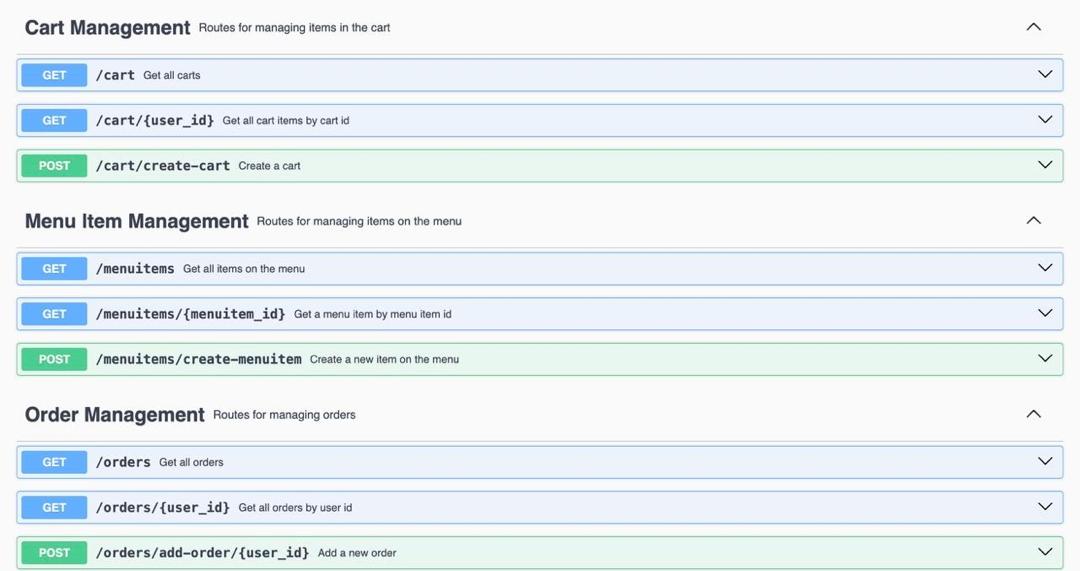 Cart Management Routes for managing items in the cart
GET /cart Get all carts
GET /cart/{user_id} Get all cart items by cart id
POST /cart/create-cart Create a cart
Menu Item Management Routes for managing items on the menu
GET /menuitems Get all items on the menu
GET /menuitems/{menuitem_id} Get a menu item by menu item id
POST /menuitems/create-menuitem Create a new item on the menu
Order Management Routes for managing orders
GET /orders Get all orders
GET /orders/{user_id} Get all orders by user id
POST /orders/add-order/{user_id} Add a new order